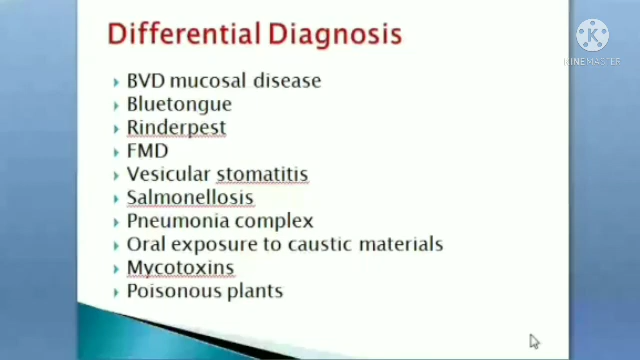 Differential Diagnosis
BVD mucosal disease
Bluetongue
Rinderpest
FMD
Vesicular stomatitis
Salmonellosis
Pneumonia complex
Oral exposure to caustic materials
Mycotoxins
Poisonous plants
K
KINEMASTER